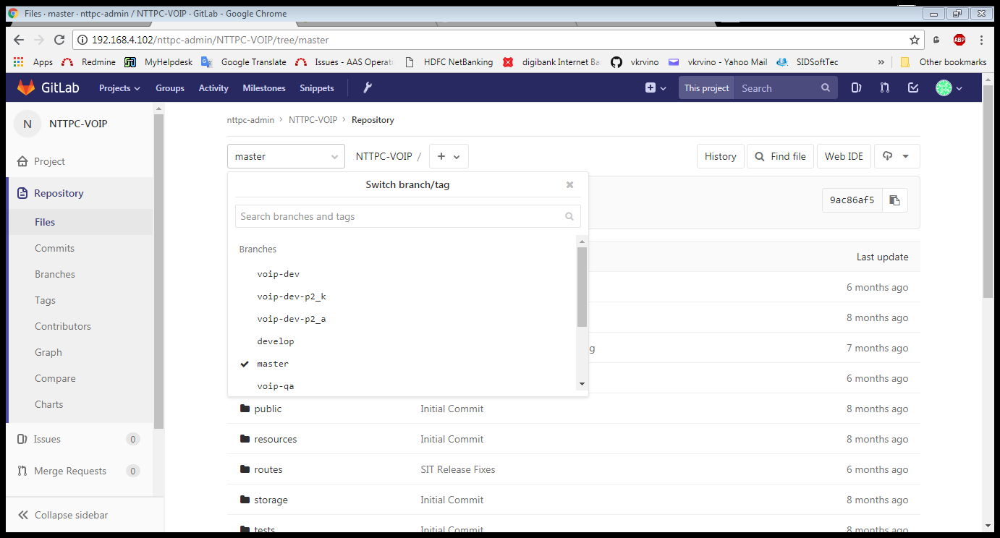 Files · master · nttpc-admin / NTTPC-VOIP · GitLab - Google Chrome
192.168.4.102/nttpc-admin/NTTPC-VOIP/tree/master
ABP
Apps Redmine MyHelpdesk Google Translate Issues - AAS Operati HDFC NetBanking digibank Internet Ba vkrvino vkrvino - Yahoo Mail SIDSoftTec » Other bookmarks
GitLab Projects Groups Activity Milestones Snippets This project Search
N NTTPC-VOIP
nttpc-admin > NTTPC-VOIP > Repository
Project
Repository
Files
Commits
Branches
Tags
Contributors
Graph
Compare
Charts
Issues 0
Merge Requests 0
Collapse sidebar
master NTTPC-VOIP / + History Find file Web IDE
Switch branch/tag
Search branches and tags
Branches
voip-dev
voip-dev-p2_k
voip-dev-p2_a
develop
master
voip-qa
9ac86af5
Last update
6 months ago
8 months ago
g 7 months ago
6 months ago
public Initial Commit 8 months ago
resources Initial Commit 8 months ago
routes SIT Release Fixes 6 months ago
storage Initial Commit 8 months ago
tests Initial Commit 8 months ago